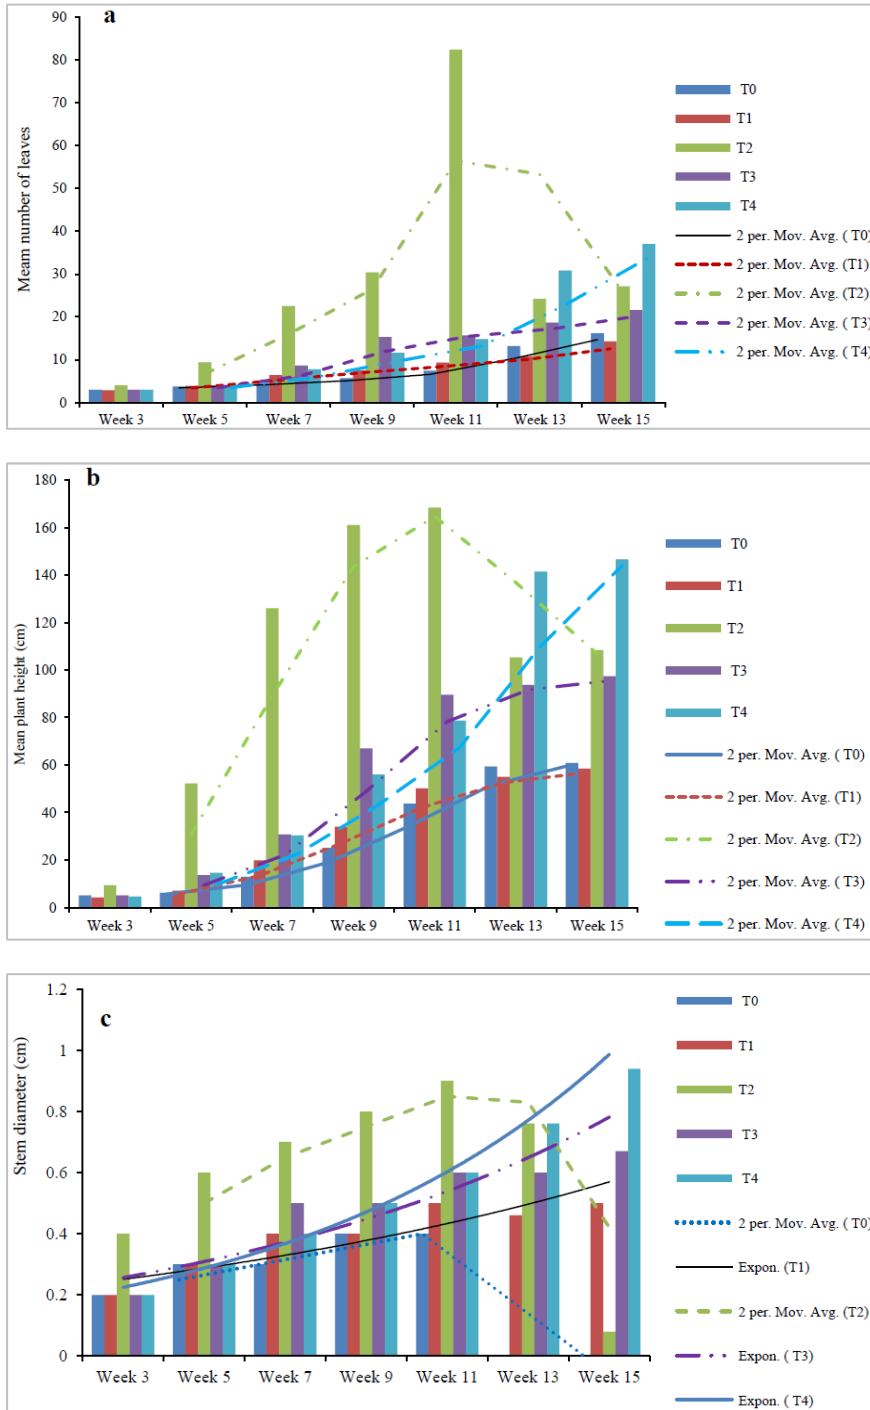 a
90
80
70
60
50
40
30
20
10
0
Meam number of leaves
Week 3 Week 5 Week 7 Week 9 Week 11 Week 13 Week 15
T0
T1
T2
T3
T4
2 per. Mov. Avg. ( T0)
2 per. Mov. Avg. (T1)
2 per. Mov. Avg. (T2)
2 per. Mov. Avg. ( T3)
2 per. Mov. Avg. ( T4)
b
180
160
140
120
100
80
60
40
20
0
Mean plant height (cm)
Week 3 Week 5 Week 7 Week 9 Week 11 Week 13 Week 15
T0
T1
T2
T3
T4
2 per. Mov. Avg. ( T0)
2 per. Mov. Avg. (T1)
2 per. Mov. Avg. (T2)
2 per. Mov. Avg. ( T3)
2 per. Mov. Avg. ( T4)
c
1.2
1
0.8
0.6
0.4
0.2
0
Stem diameter (cm)
Week 3 Week 5 Week 7 Week 9 Week 11 Week 13 Week 15
T0
T1
T2
T3
T4
2 per. Mov. Avg. ( T0)
Expon. (T1)
2 per. Mov. Avg. (T2)
Expon. ( T3)
Expon. ( T4)